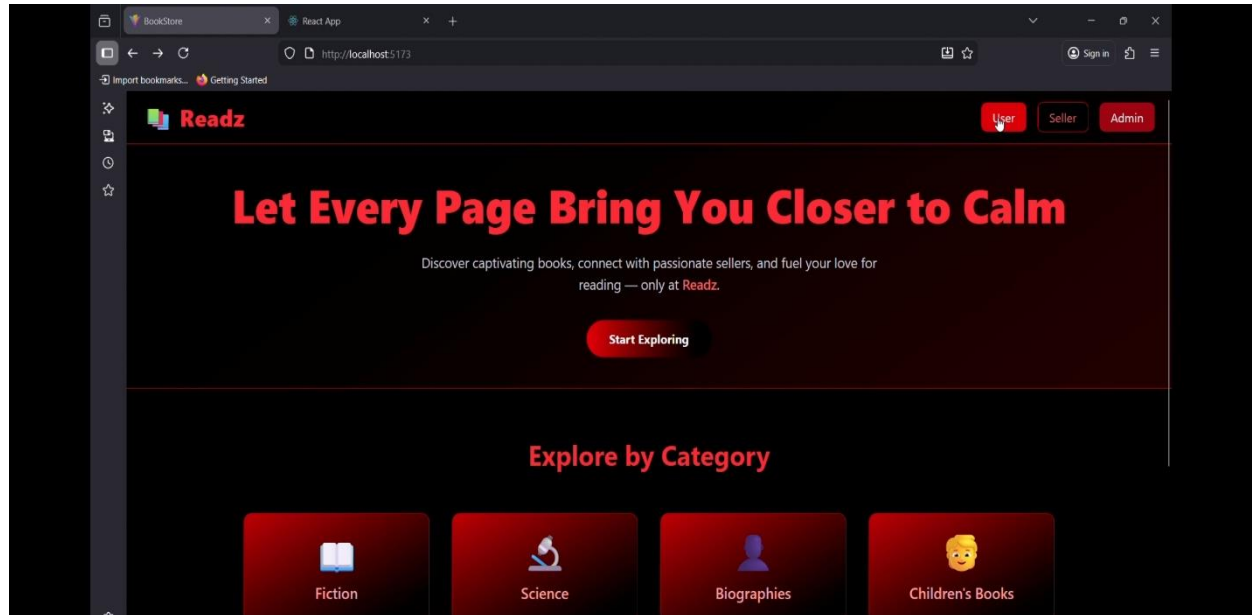 BookStore
React App
http://localhost:5173
Sign in
Import bookmarks...
Getting Started
Readz
User
Seller
Admin
Let Every Page Bring You Closer to Calm
Discover captivating books, connect with passionate sellers, and fuel your love for
reading — only at Readz.
Start Exploring
Explore by Category
Fiction
Science
Biographies
Children's Books